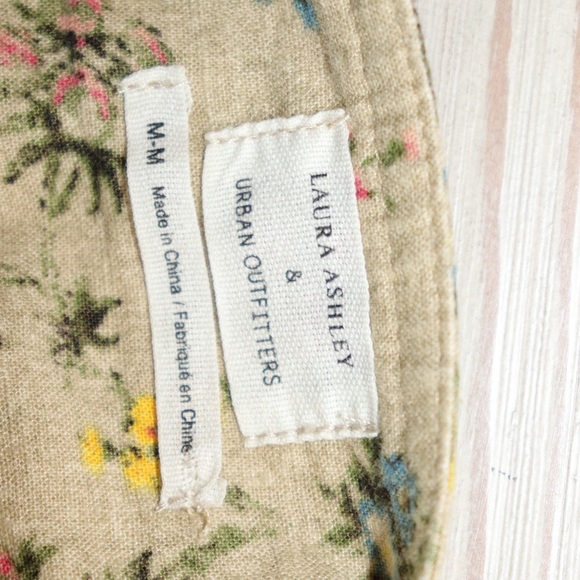 LAURA ASHLEY
&
URBAN OUTFITTERS
M-M Made in China / Fabriqué en Chine